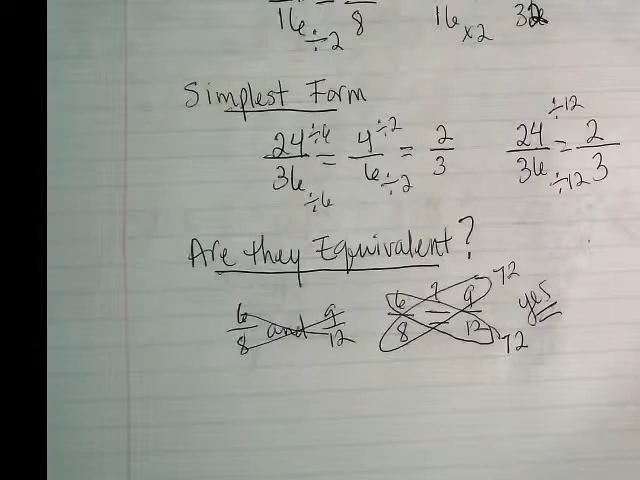 16 ÷2 = 8 16 ×2 32
Simplest Form
24/36 ÷6 ÷6 = 4/6 ÷2 ÷2 = 2/3 24/36 ÷12 ÷12 = 2/3
Are they Equivalent?
6/8 and 9/12 6/8 ?= 9/12 72 72 yes